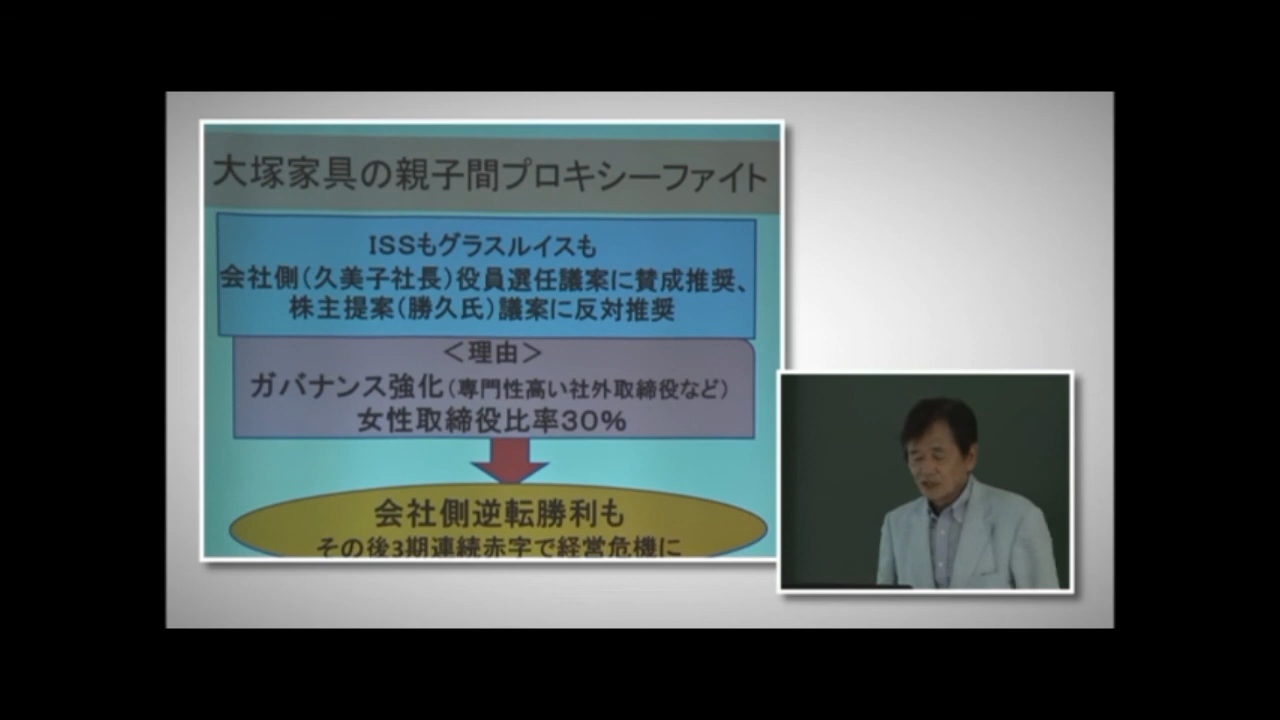 大塚家具の親子間プロキシーファイト
ISSもグラスルイスも
会社側（久美子社長）役員選任議案に賛成推奨、
株主提案（勝久氏）議案に反対推奨
＜理由＞
ガバナンス強化（専門性高い社外取締役など）
女性取締役比率30％
会社側逆転勝利も
その後3期連続赤字で経営危機に